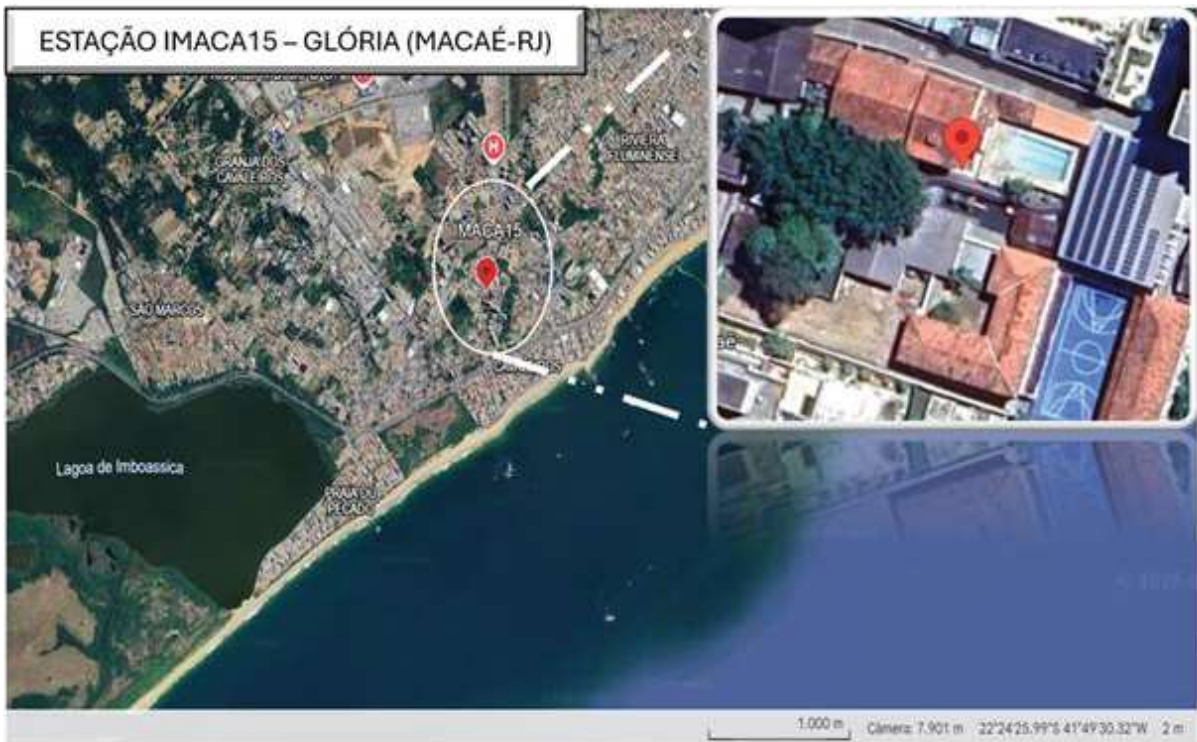 ESTAÇÃO IMACA15 – GLÓRIA (MACAÉ-RJ)
H
RIVIERA
FLUMINENSE
GRANJA DOS
CAVALEIROS
MACA15
SÃO MARCOS
Lagoa de Imboassica
PRAIA DO
PECADO
1.000 m
Câmera: 7.901 m 22°24'25.99"S 41°49'30.32"W 2 m